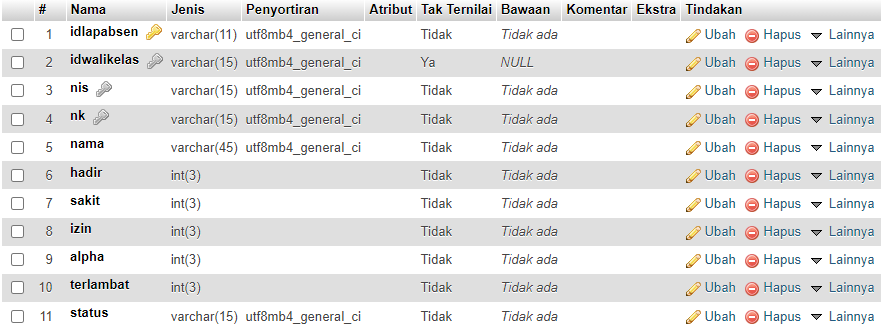 # Nama Jenis Penyortiran Atribut Tak Ternilai Bawaan Komentar Ekstra Tindakan
1 idlapabsen varchar(11) utf8mb4_general_ci Tidak Tidak ada Ubah Hapus Lainnya
2 idwalikelas varchar(15) utf8mb4_general_ci Ya NULL Ubah Hapus Lainnya
3 nis varchar(15) utf8mb4_general_ci Tidak Tidak ada Ubah Hapus Lainnya
4 nk varchar(15) utf8mb4_general_ci Tidak Tidak ada Ubah Hapus Lainnya
5 nama varchar(45) utf8mb4_general_ci Tidak Tidak ada Ubah Hapus Lainnya
6 hadir int(3) Tidak Tidak ada Ubah Hapus Lainnya
7 sakit int(3) Tidak Tidak ada Ubah Hapus Lainnya
8 izin int(3) Tidak Tidak ada Ubah Hapus Lainnya
9 alpha int(3) Tidak Tidak ada Ubah Hapus Lainnya
10 terlambat int(3) Tidak Tidak ada Ubah Hapus Lainnya
11 status varchar(15) utf8mb4_general_ci Tidak Tidak ada Ubah Hapus Lainnya